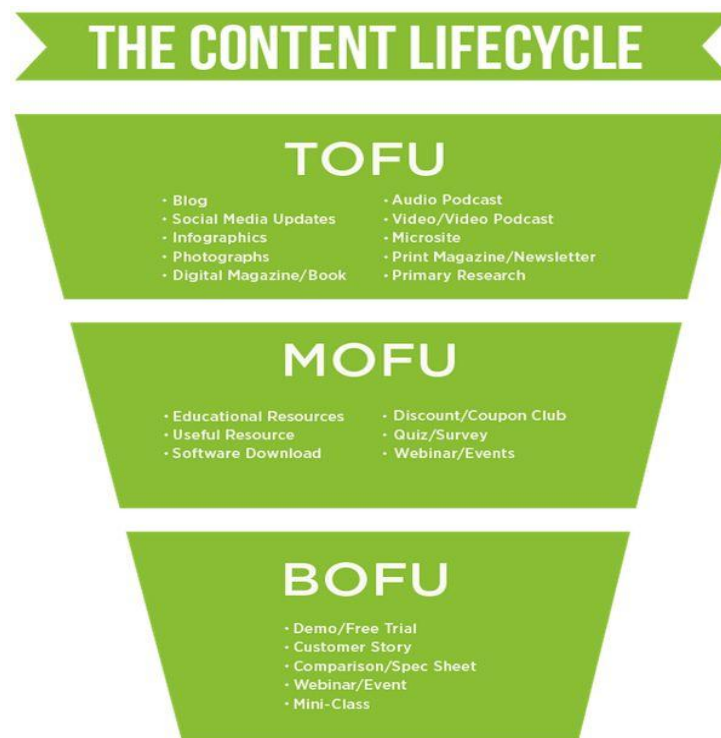 THE CONTENT LIFECYCLE
TOFU
· Blog
· Social Media Updates
· Infographics
· Photographs
· Digital Magazine/Book
· Audio Podcast
· Video/Video Podcast
· Microsite
· Print Magazine/Newsletter
· Primary Research
MOFU
· Educational Resources
· Useful Resource
· Software Download
· Discount/Coupon Club
· Quiz/Survey
· Webinar/Events
BOFU
· Demo/Free Trial
· Customer Story
· Comparison/Spec Sheet
· Webinar/Event
· Mini-Class